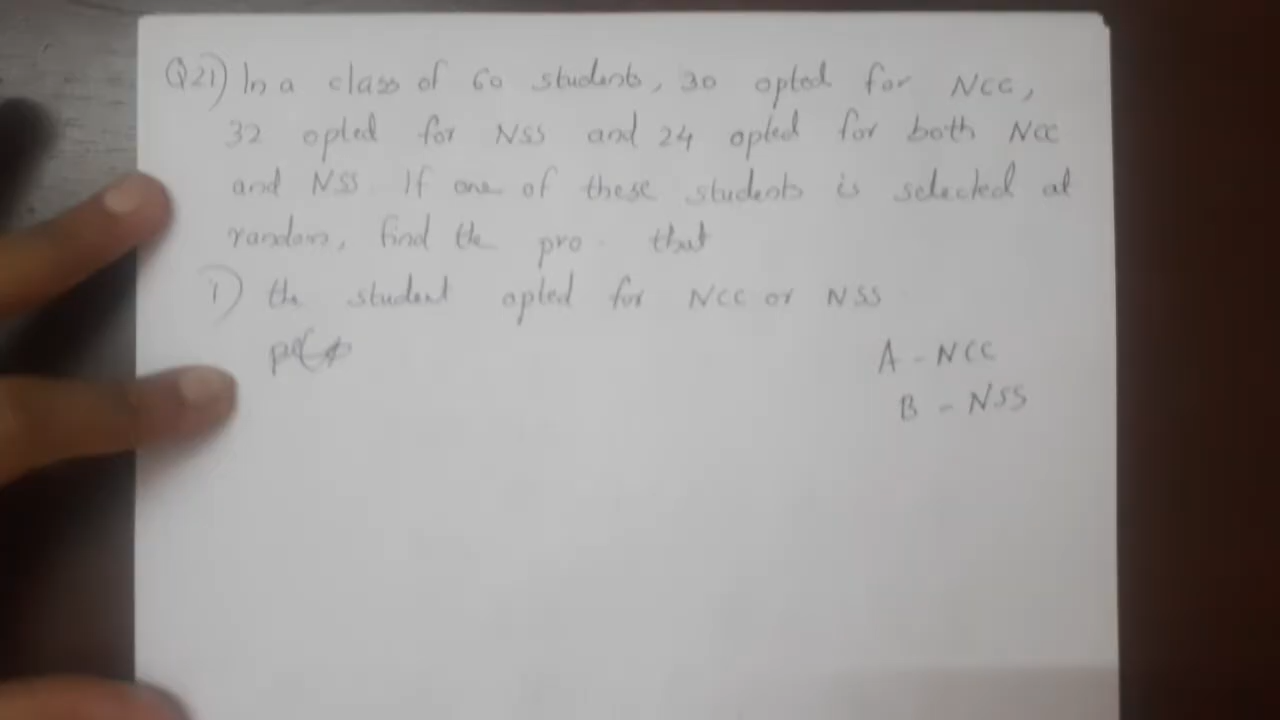 Q21) In a class of 60 students, 30 opted for NCC,
32 opted for NSS and 24 opted for both NCC
and NSS. If one of these students is selected at
random, find the pro that
i) the student opted for NCC or NSS
A - NCC
B - NSS